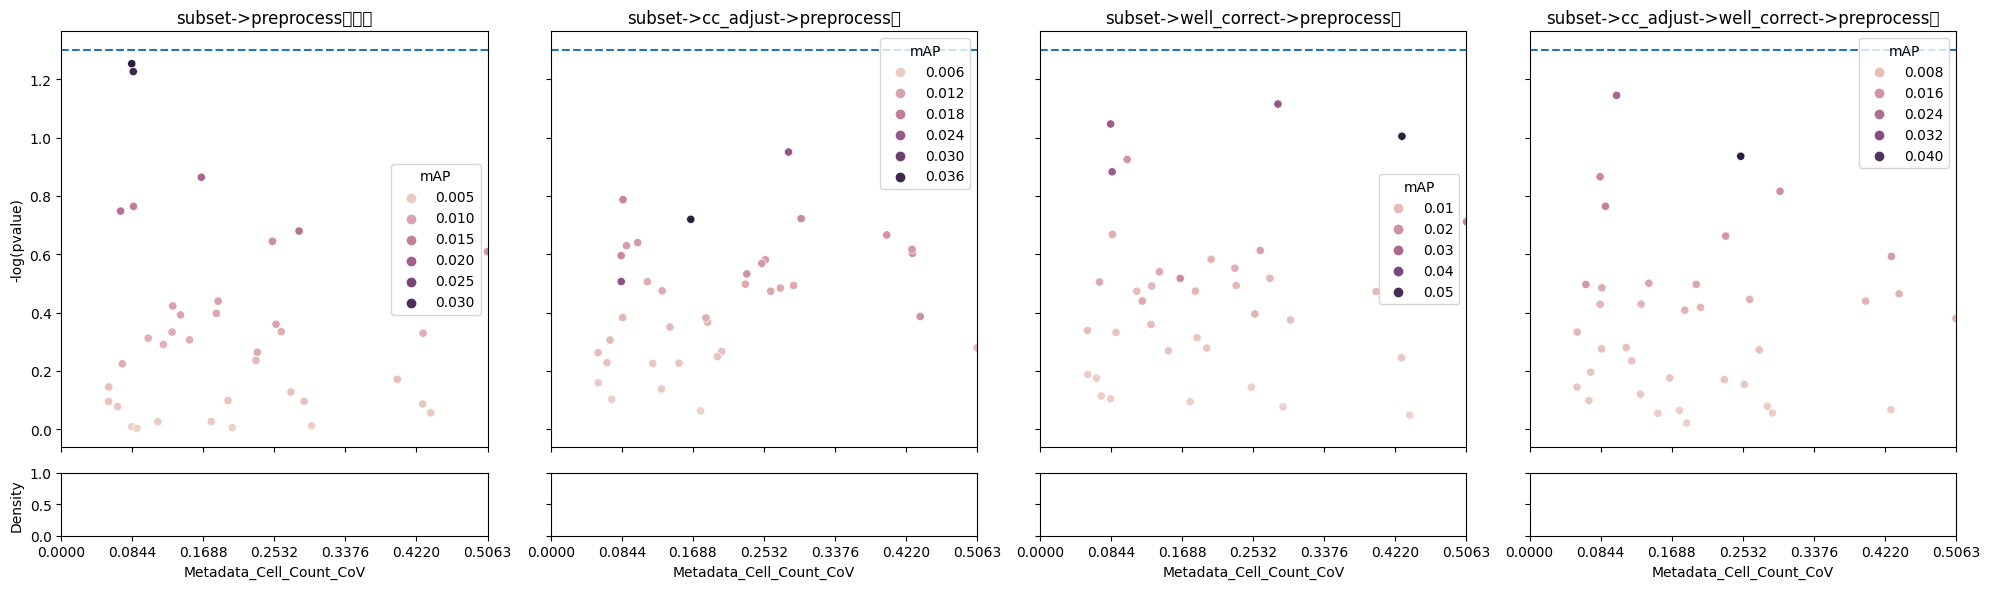 subset->preprocess
subset->cc_adjust->preprocess
subset->well_correct->preprocess
subset->cc_adjust->well_correct->preprocess
-log(pvalue)
1.2
1.0
0.8
0.6
0.4
0.2
0.0
mAP
0.005
0.010
0.015
0.020
0.025
0.030
mAP
0.006
0.012
0.018
0.024
0.030
0.036
mAP
0.01
0.02
0.03
0.04
0.05
mAP
0.008
0.016
0.024
0.032
0.040
Density
1.0
0.5
0.0
0.0000 0.0844 0.1688 0.2532 0.3376 0.4220 0.5063
Metadata_Cell_Count_CoV
0.0000 0.0844 0.1688 0.2532 0.3376 0.4220 0.5063
Metadata_Cell_Count_CoV
0.0000 0.0844 0.1688 0.2532 0.3376 0.4220 0.5063
Metadata_Cell_Count_CoV
0.0000 0.0844 0.1688 0.2532 0.3376 0.4220 0.5063
Metadata_Cell_Count_CoV